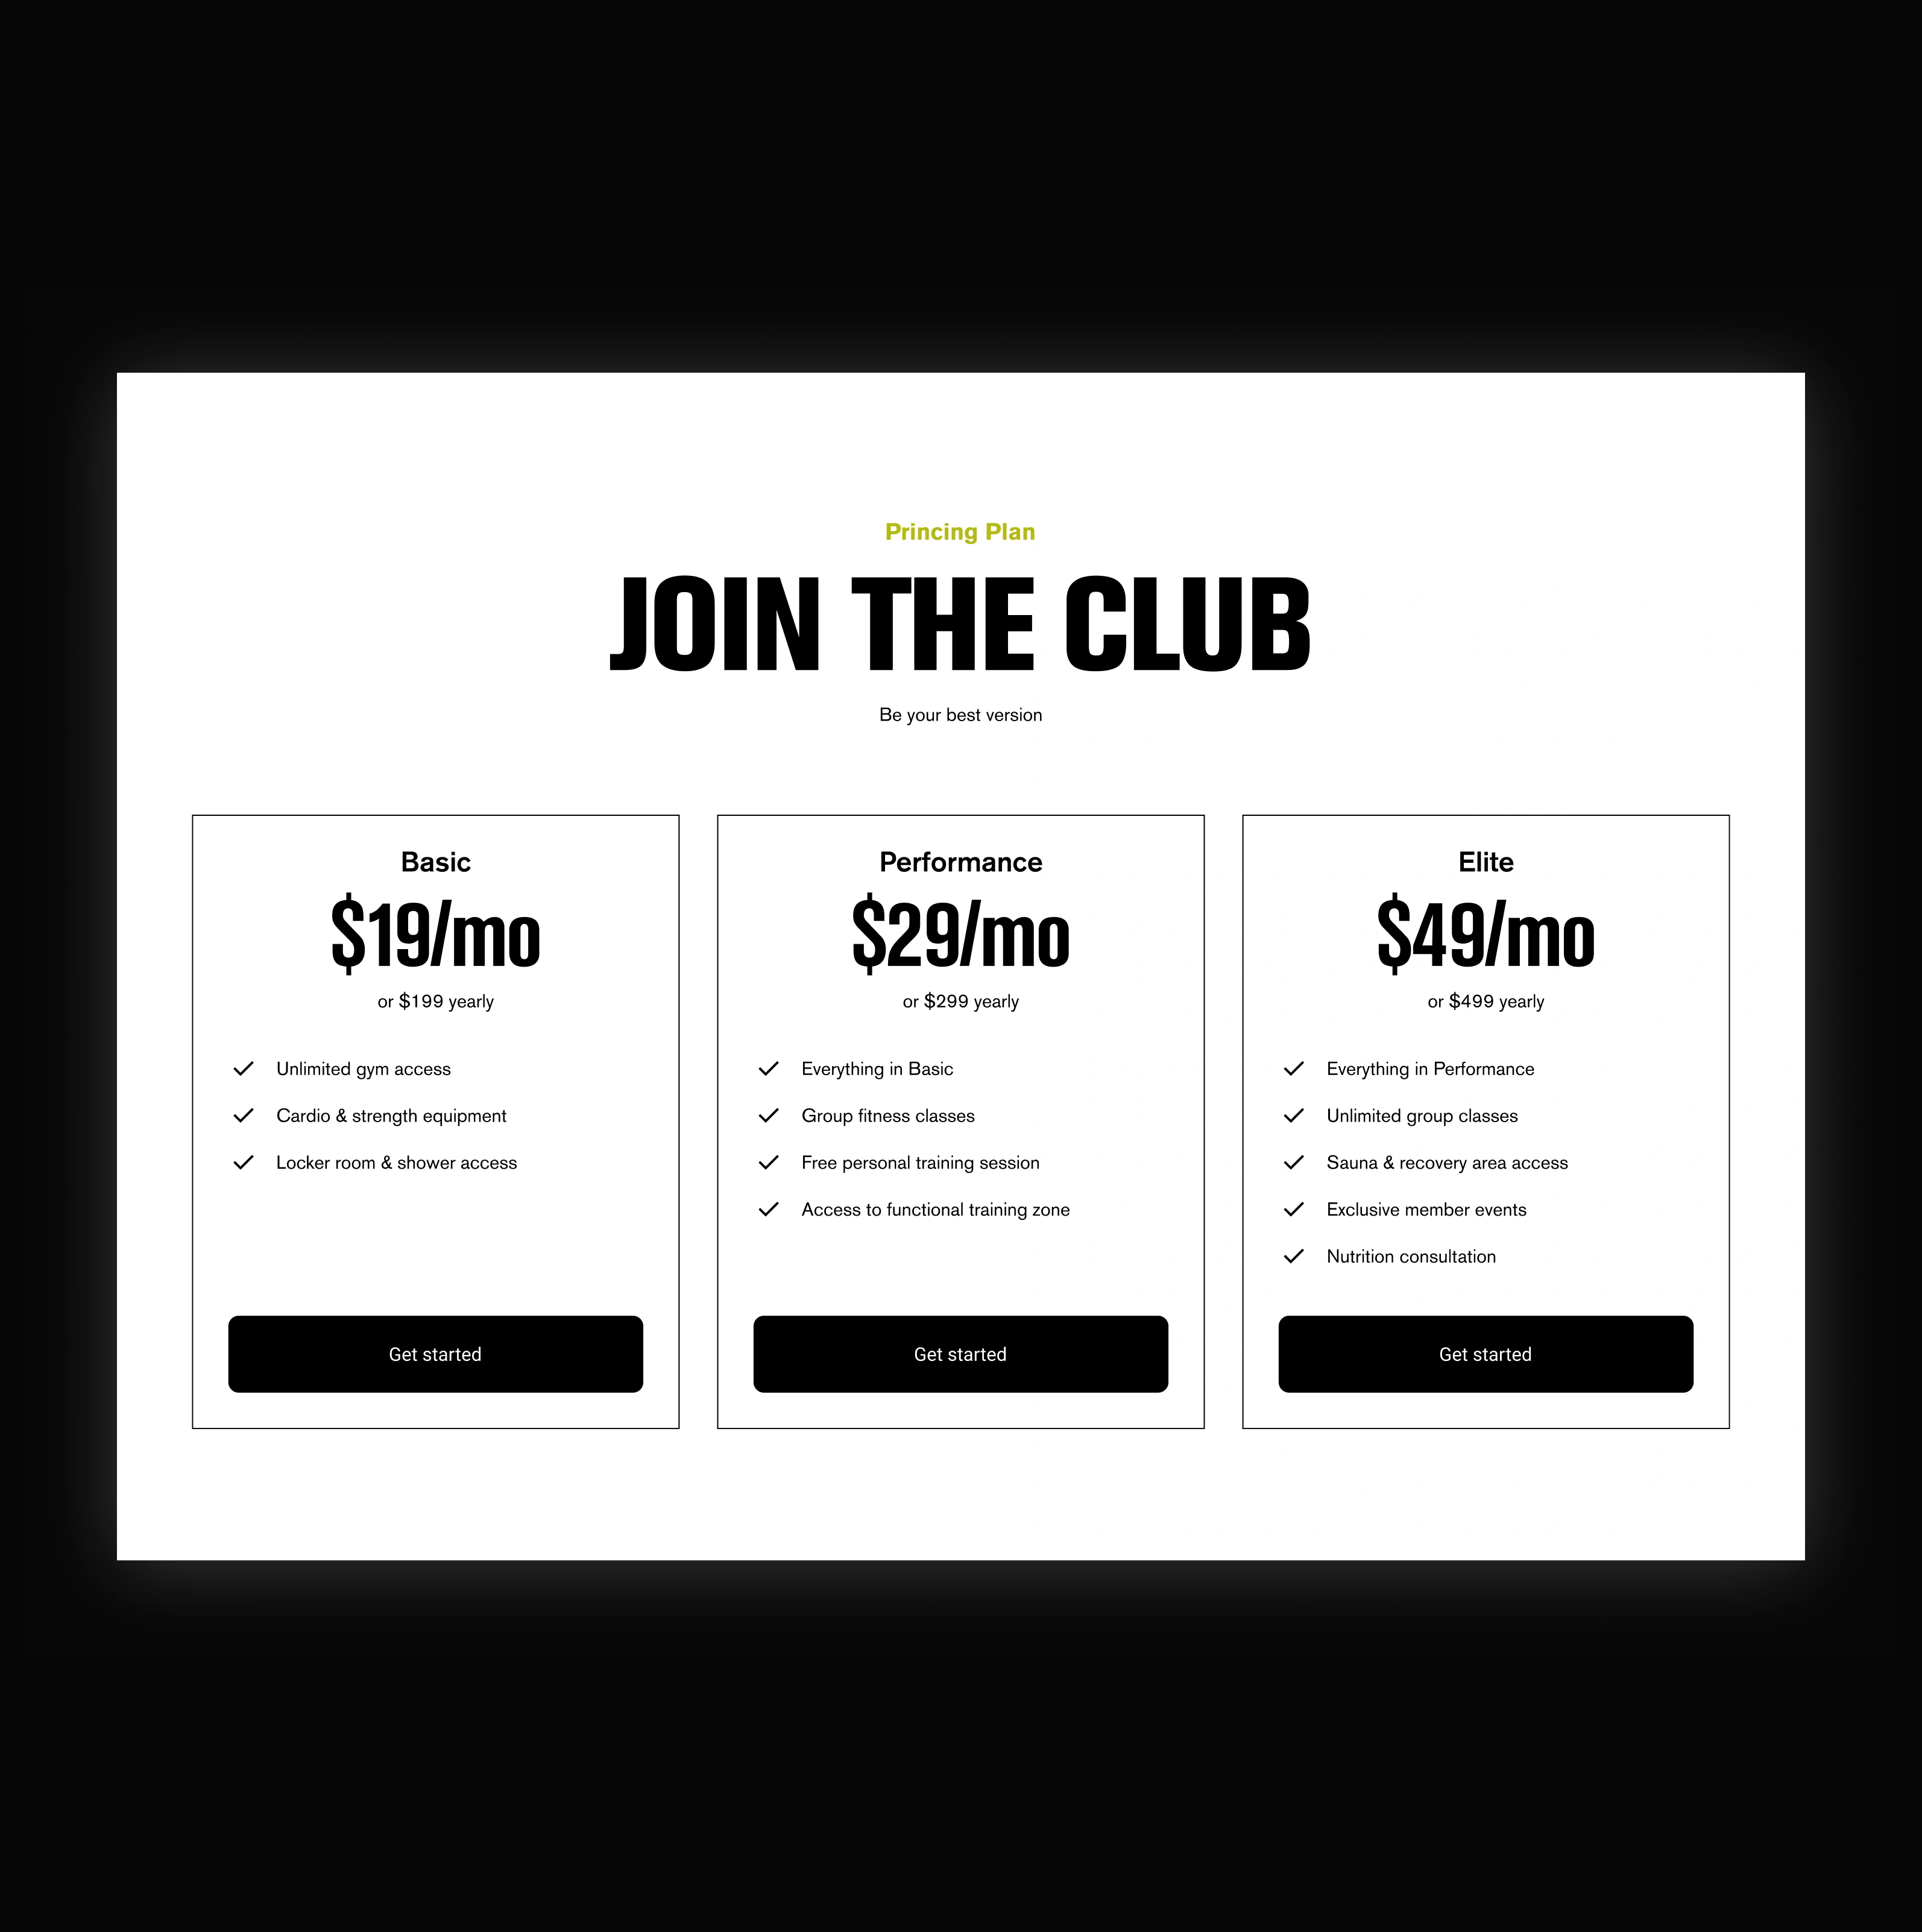 Princing Plan
JOIN THE CLUB
Be your best version
Basic
$19/mo
or $199 yearly
Unlimited gym access
Cardio & strength equipment
Locker room & shower access
Get started
Performance
$29/mo
or $299 yearly
Everything in Basic
Group fitness classes
Free personal training session
Access to functional training zone
Get started
Elite
$49/mo
or $499 yearly
Everything in Performance
Unlimited group classes
Sauna & recovery area access
Exclusive member events
Nutrition consultation
Get started